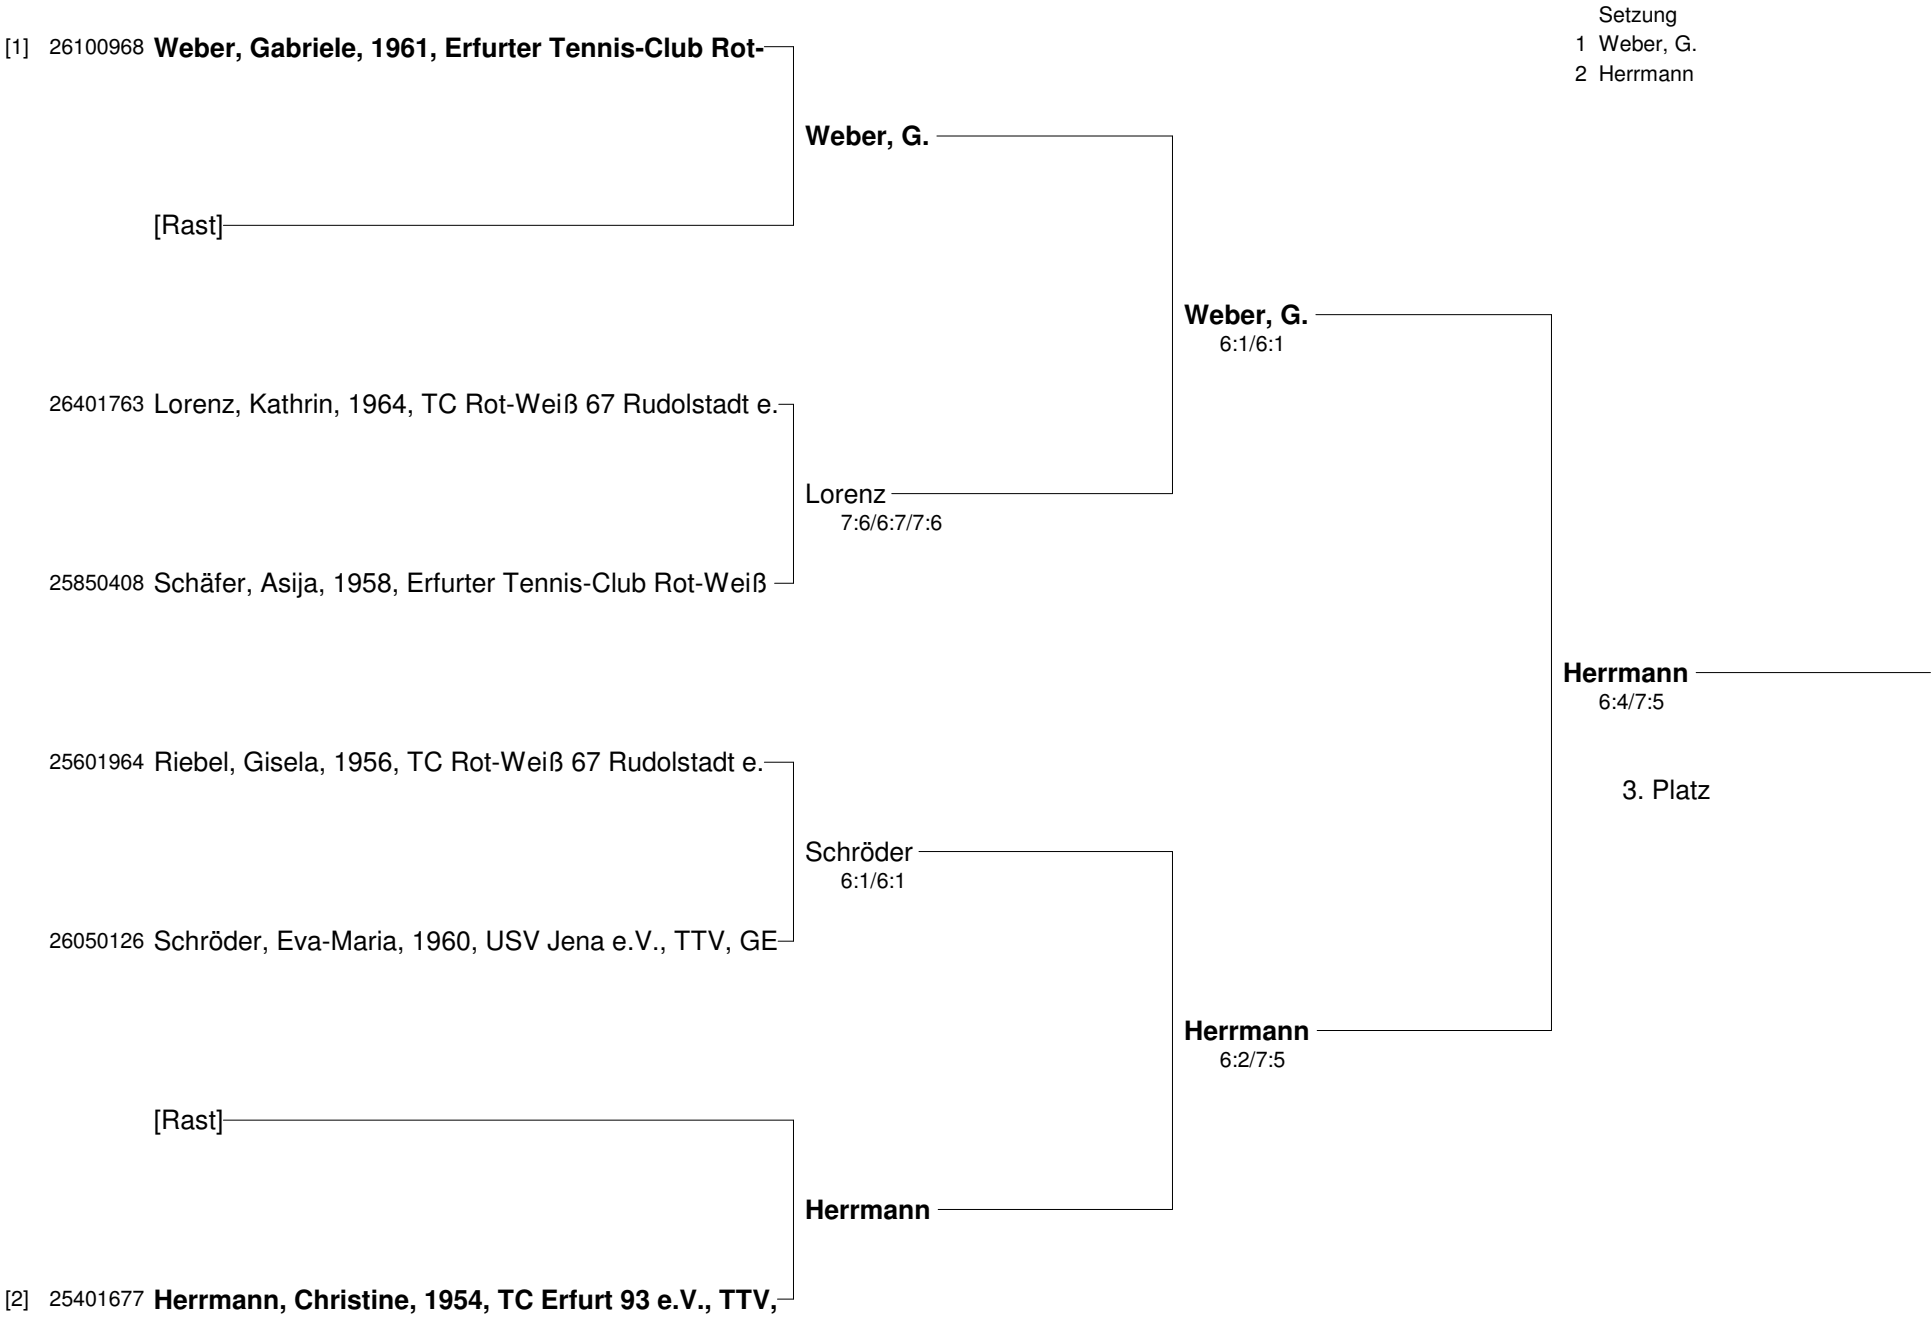 Setzung
1 Weber, G.
2 Herrmann
[1] 26100968 Weber, Gabriele, 1961, Erfurter Tennis-Club Rot-
Weber, G.
[Rast]
Weber, G.
6:1/6:1
26401763 Lorenz, Kathrin, 1964, TC Rot-Weiß 67 Rudolstadt e.
Lorenz
7:6/6:7/7:6
25850408 Schäfer, Asija, 1958, Erfurter Tennis-Club Rot-Weiß
Herrmann
6:4/7:5
25601964 Riebel, Gisela, 1956, TC Rot-Weiß 67 Rudolstadt e.
3. Platz
Schröder
6:1/6:1
26050126 Schröder, Eva-Maria, 1960, USV Jena e.V., TTV, GE
Herrmann
6:2/7:5
[Rast]
Herrmann
[2] 25401677 Herrmann, Christine, 1954, TC Erfurt 93 e.V., TTV,